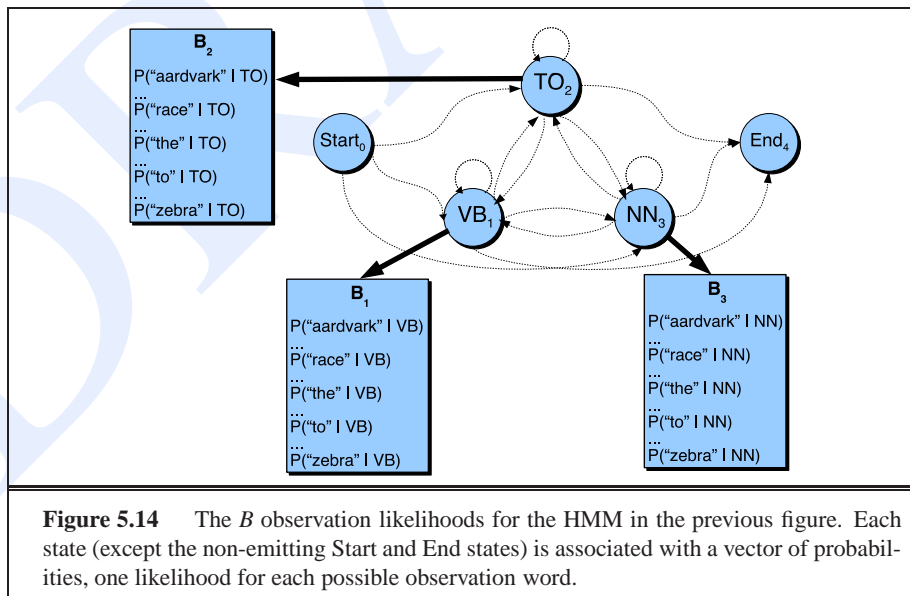 B2
P("aardvark" | TO)
...
P("race" | TO)
...
P("the" | TO)
...
P("to" | TO)
...
P("zebra" | TO)
TO2
Start0
End4
VB1
NN3
B1
P("aardvark" | VB)
...
P("race" | VB)
...
P("the" | VB)
...
P("to" | VB)
...
P("zebra" | VB)
B3
P("aardvark" | NN)
...
P("race" | NN)
...
P("the" | NN)
...
P("to" | NN)
...
P("zebra" | NN)
Figure 5.14 The B observation likelihoods for the HMM in the previous figure. Each
state (except the non-emitting Start and End states) is associated with a vector of probabil-
ities, one likelihood for each possible observation word.